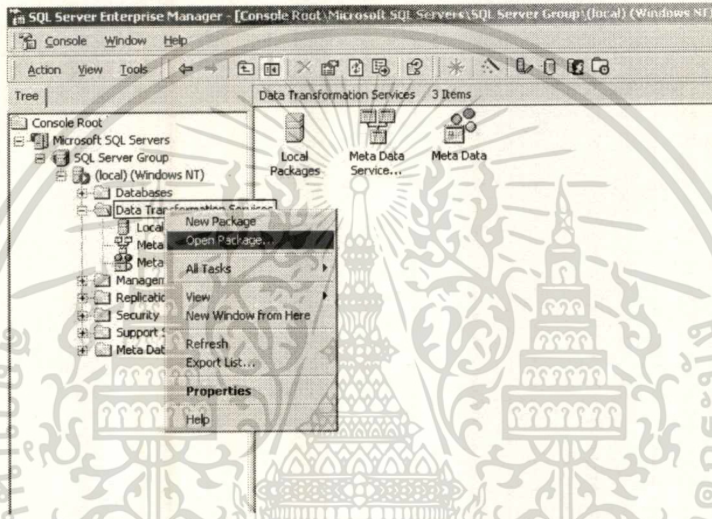 SQL Server Enterprise Manager - [Console Root\Microsoft SQL Servers\SQL Server Group\(local) (Windows NT)
Console Window Help
Action View Tools
Tree
Data Transformation Services 3 Items
Console Root
Microsoft SQL Servers
SQL Server Group
(local) (Windows NT)
Databases
Data Transformation Services
Local
Meta
Meta
Managem
Replicatic
Security
Support S
Meta Dat
Local Packages
Meta Data Service...
Meta Data
New Package
Open Package...
All Tasks
View
New Window from Here
Refresh
Export List...
Properties
Help